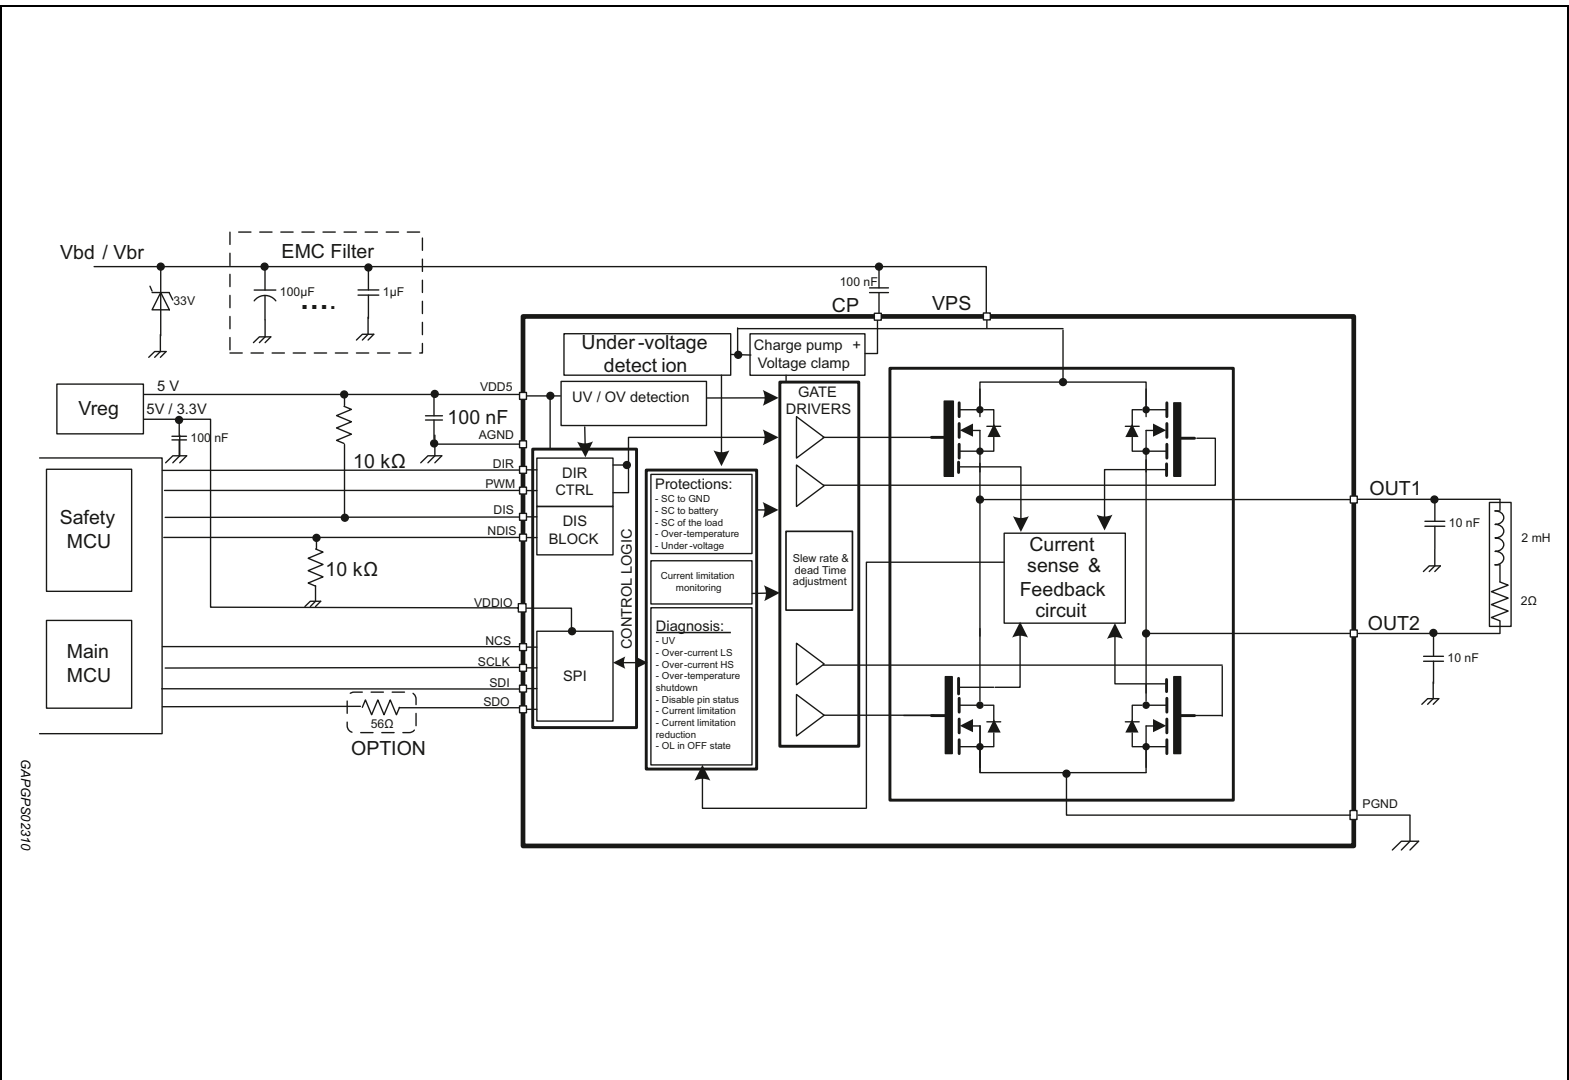 Vbd / Vbr
EMC Filter
33V
100µF
1µF
100 nF
CP
VPS
Under-voltage
detect ion
Charge pump +
Voltage clamp
Vreg
5 V
5V / 3.3V
100 nF
10 kΩ
100 nF
VDD5
AGND
UV / OV detection
GATE
DRIVERS
Safety
MCU
DIR
PWM
DIS
NDIS
10 kΩ
DIR
CTRL
DIS
BLOCK
CONTROL LOGIC
Protections:
- SC to GND
- SC to battery
- SC of the load
- Over-temperature
- Under-voltage
Current limitation
monitoring
Slew rate &
dead Time
adjustment
Current
sense &
Feedback
circuit
OUT1
10 nF
2 mH
2Ω
OUT2
10 nF
VDDIO
Main
MCU
NCS
SCLK
SDI
SDO
56Ω
OPTION
SPI
Diagnosis:
- UV
- Over-current LS
- Over-current HS
- Over-temperature
shutdown
- Disable pin status
- Current limitation
- Current limitation
reduction
- OL in OFF state
PGND
GAPGPS02310